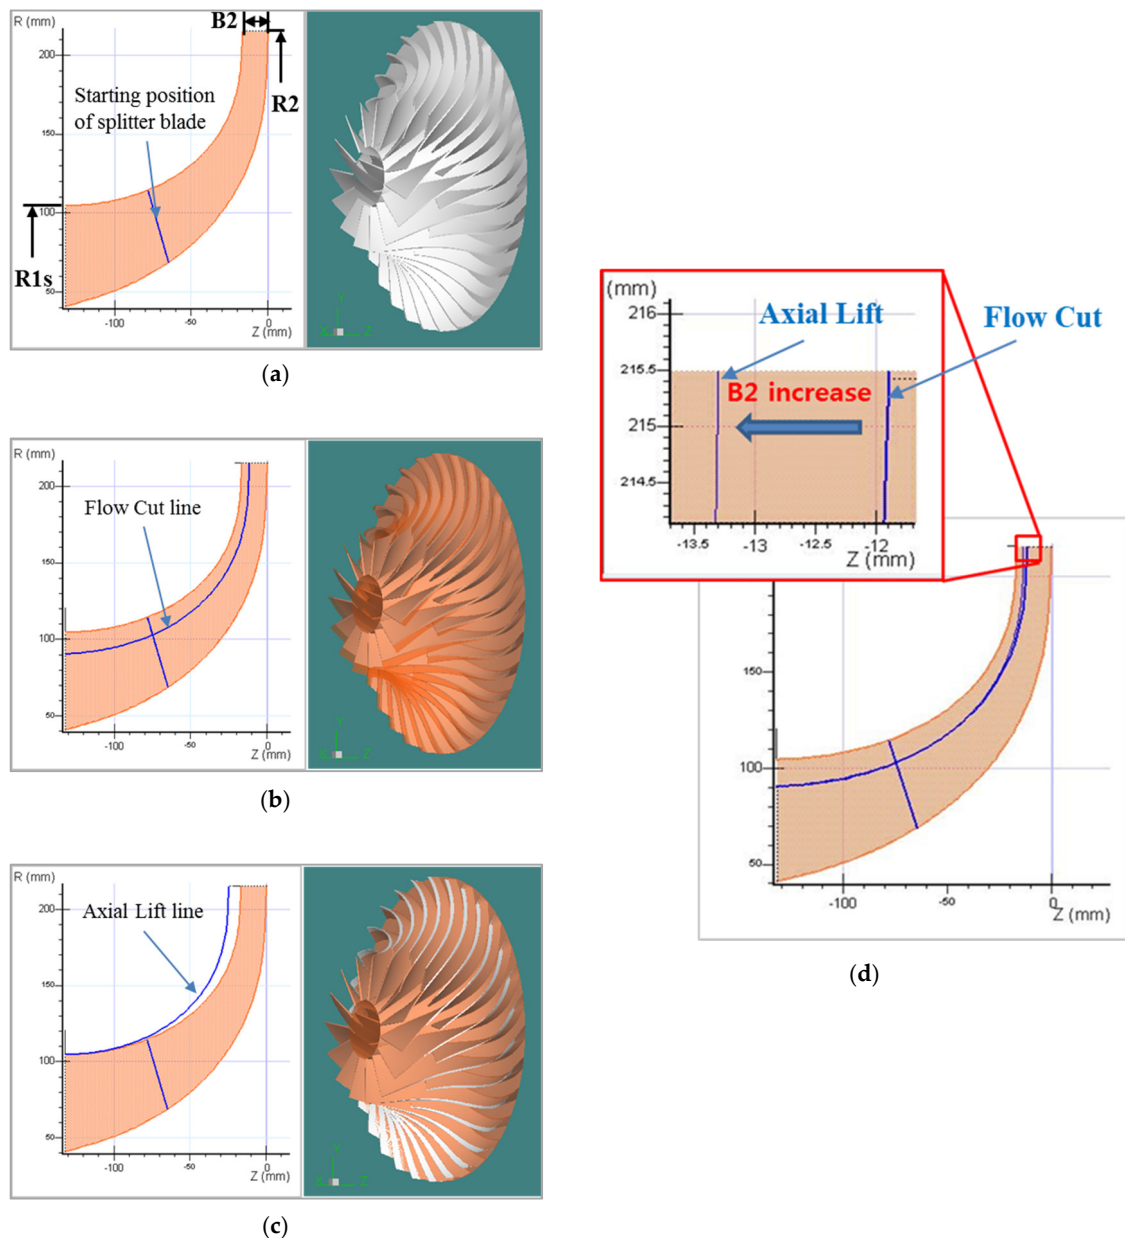 R (mm)
B2
200
Starting position
of splitter blade
R2
150
100
R1s
50
-100
-50
0
Z (mm)
(a)
R (mm)
200
Flow Cut line
150
100
50
-100
-50
0
Z (mm)
(b)
R (mm)
200
Axial Lift line
150
100
50
-100
-50
0
Z (mm)
(c)
(mm)
216
Axial Lift
Flow Cut
215.5
B2 increase
215
214.5
-13.5
-13
-12.5
-12
Z (mm)
150
100
50
-100
-50
0
Z (mm)
(d)